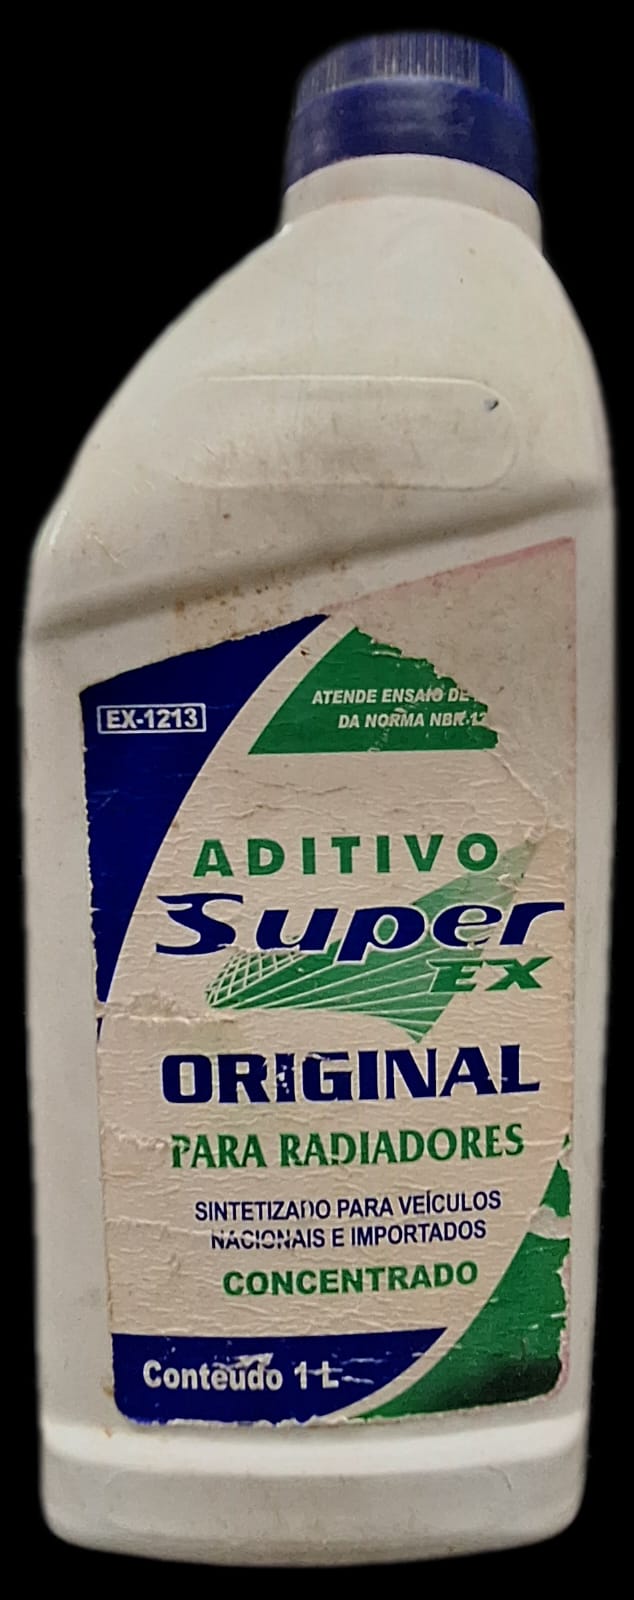 EX-1213
ATENDE ENSAIO DE
DA NORMA NBR
ADITIVO
Super
EX
ORIGINAL
PARA RADIADORES
SINTETIZADO PARA VEÍCULOS
NACIONAIS E IMPORTADOS
CONCENTRADO
Conteúdo 1 L